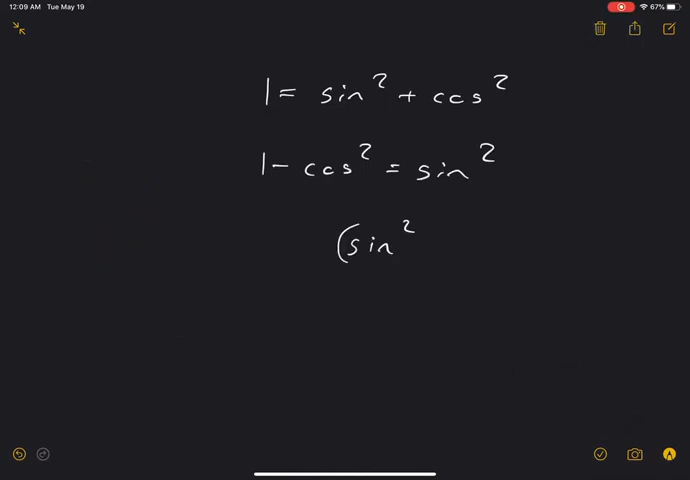 12:09 AM Tue May 19 67%
1 = sin² + cos²
1 - cos² = sin²
(sin²